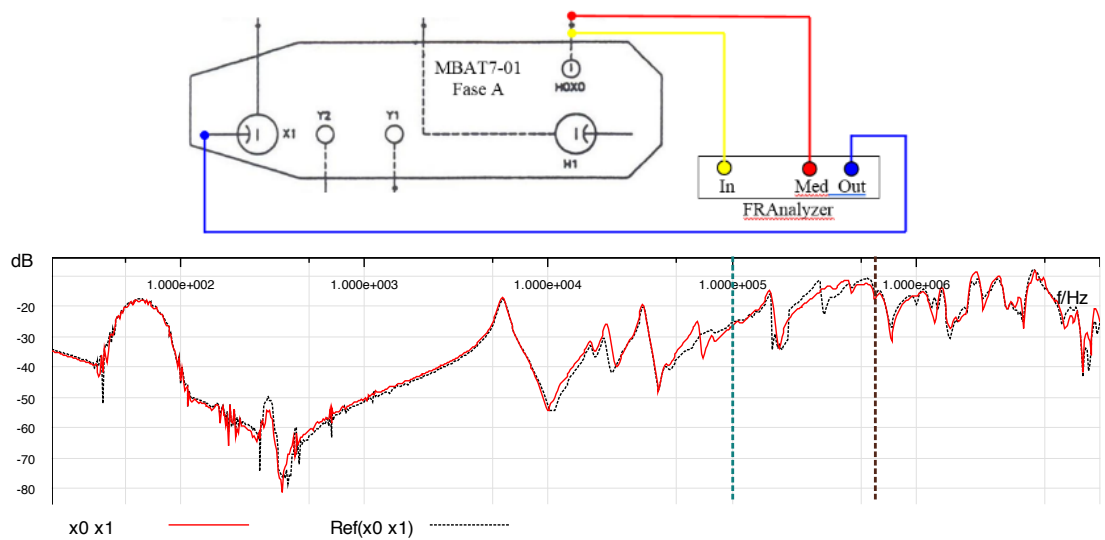 MBAT7-01
Fase A
HOXO
X1
Y2
Y1
H1
In
Med Out
FRAnalyzer
dB
1.000e+002
1.000e+003
1.000e+004
1.000e+005
1.000e+006
f/Hz
-20
-30
-40
-50
-60
-70
-80
x0 x1
Ref(x0 x1)